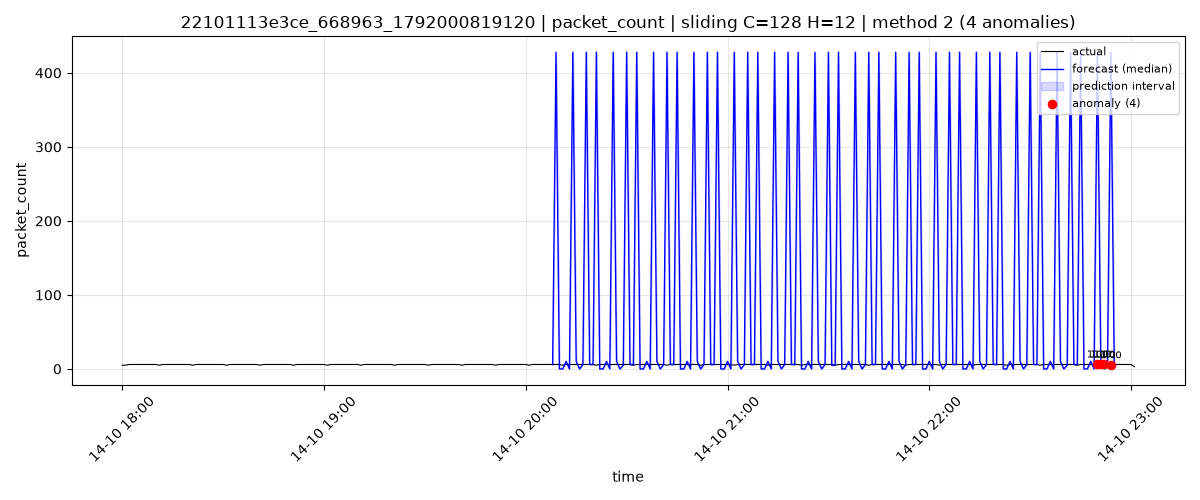 22101113e3ce_668963_1792000819120 | packet_count | sliding C=128 H=12 | method 2 (4 anomalies)
actual
forecast (median)
prediction interval
anomaly (4)
packet_count
400
300
200
100
0
14-10 18:00
14-10 19:00
14-10 20:00
14-10 21:00
14-10 22:00
14-10 23:00
time